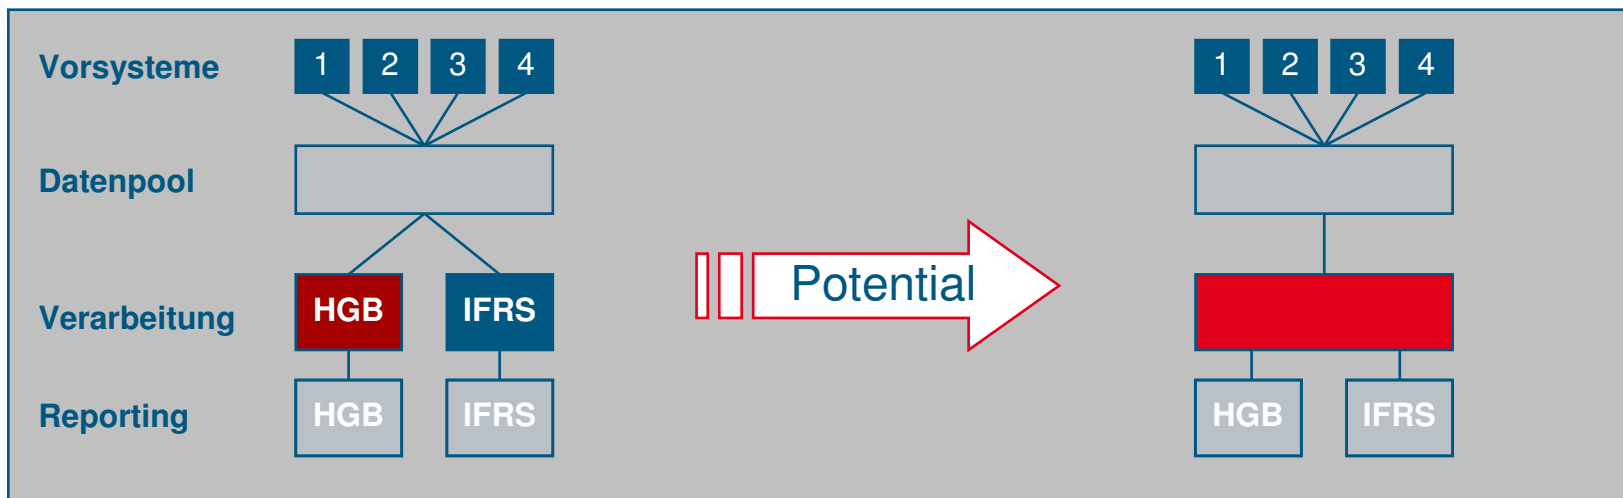 Vorsysteme 1 2 3 4 1 2 3 4
Datenpool
Verarbeitung HGB IFRS Potential
Reporting HGB IFRS HGB IFRS